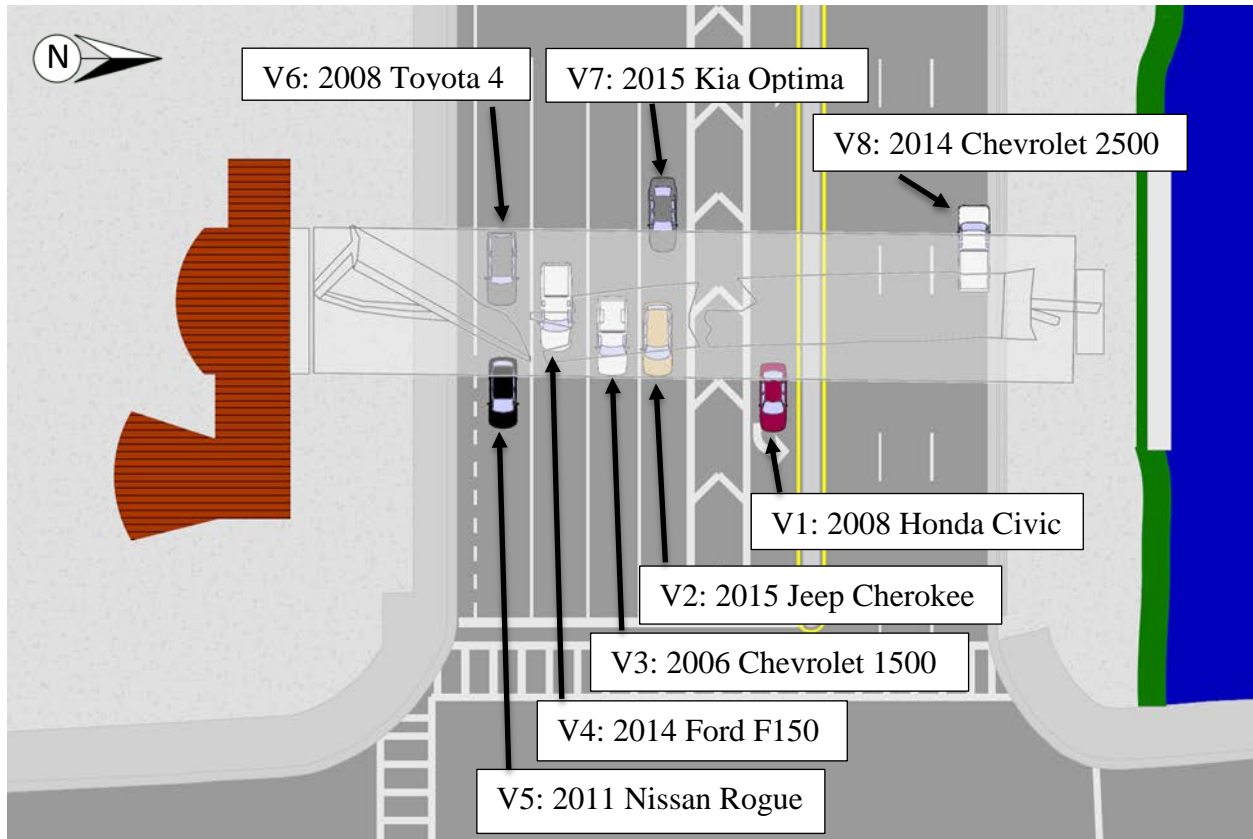 N
V6: 2008 Toyota 4
V7: 2015 Kia Optima
V8: 2014 Chevrolet 2500
V1: 2008 Honda Civic
V2: 2015 Jeep Cherokee
V3: 2006 Chevrolet 1500
V4: 2014 Ford F150
V5: 2011 Nissan Rogue